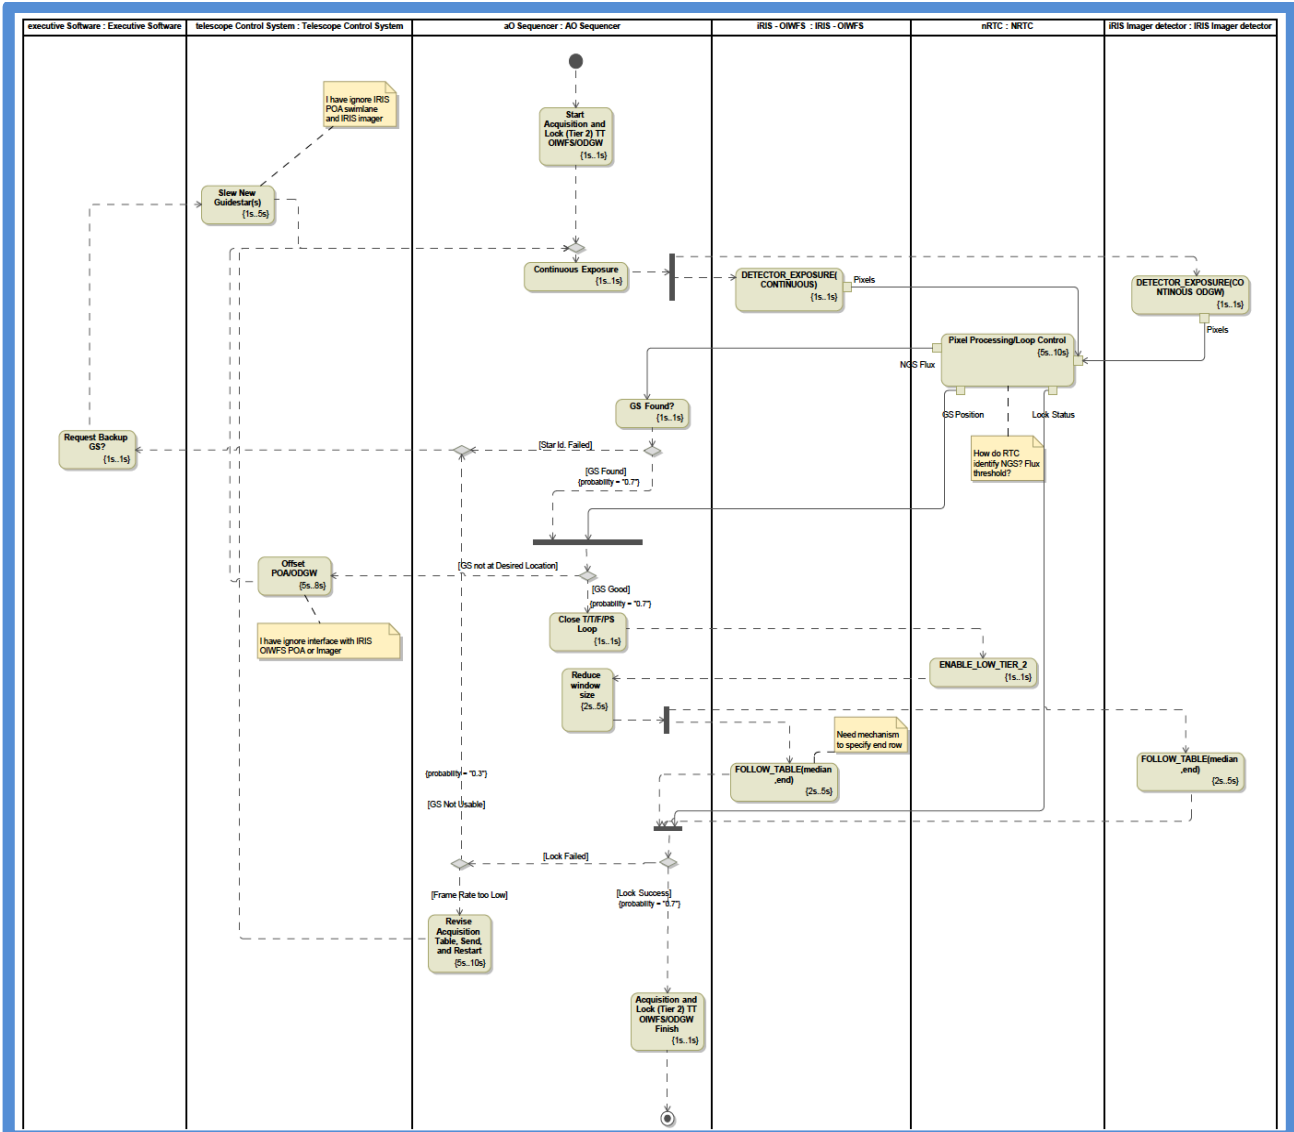 executive Software : Executive Software
telescope Control System : Telescope Control System
aO Sequencer : AO Sequencer
iRIS - OIWFS  : IRIS - OIWFS
nRTC : NRTC
iRIS Imager detector : IRIS Imager detector
I have ignore IRIS
POA swimlane
and IRIS imager
Start
Acquisition and
Lock (Tier 2) TT
OIWFS/ODGW
{1s..1s}
Slew New
Guidestar(s)
{1s..5s}
Continuous Exposure
{1s..1s}
DETECTOR_EXPOSURE(
CONTINUOUS)
{1s..1s}
Pixels
DETECTOR_EXPOSURE(CO
NTINOUS ODGW)
{1s..1s}
Pixels
Pixel Processing/Loop Control
{5s..10s}
NGS Flux
GS Position
Lock Status
GS Found?
{1s..1s}
How do RTC
identify NGS? Flux
threshold?
Request Backup
GS?
{1s..1s}
[Star Id. Failed]
[GS Found]
{probability = "0.7"}
Offset
POA/ODGW
{5s..8s}
[GS not at Desired Location]
[GS Good]
{probability = "0.7"}
I have ignore interface with IRIS
OIWFS POA or Imager
Close T/T/F/PS
Loop
{1s..1s}
ENABLE_LOW_TIER_2
{1s..1s}
Reduce
window
size
{2s..5s}
Need mechanism
to specify end row
FOLLOW_TABLE(median
,end)
{2s..5s}
FOLLOW_TABLE(median
,end)
{2s..5s}
{probability = "0.3"}
[GS Not Usable]
[Lock Failed]
[Frame Rate too Low]
[Lock Success]
{probability = "0.7"}
Revise
Acquisition
Table, Send,
and Restart
{5s..10s}
Acquisition and
Lock (Tier 2) TT
OIWFS/ODGW
Finish
{1s..1s}